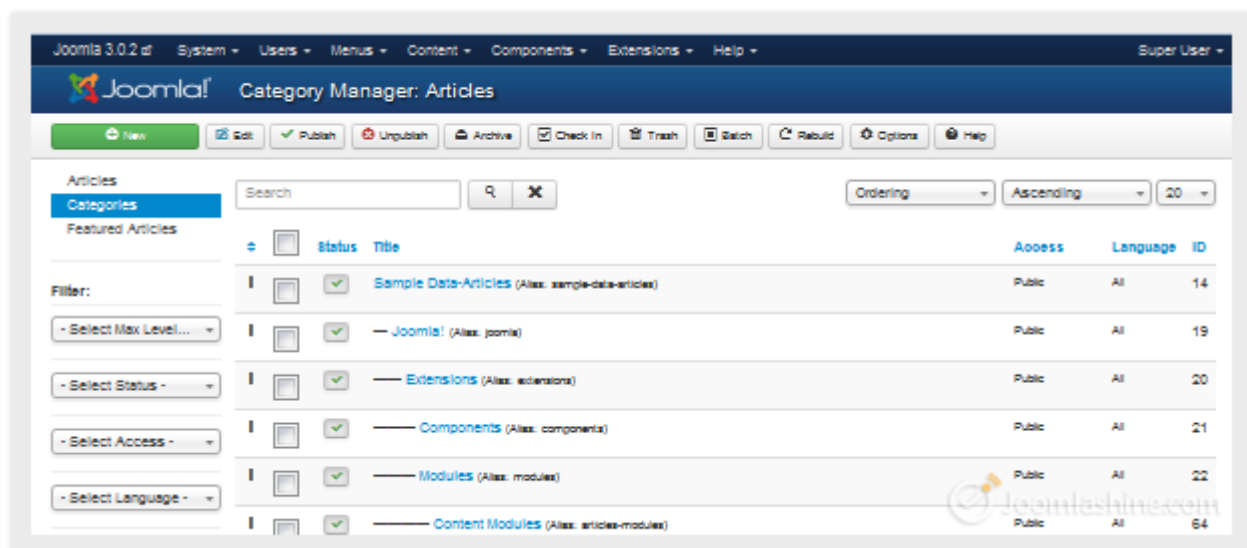 Joomla 3.0.2 System Users Menus Content Components Extensions Help Super User
Joomla!® Category Manager: Articles
New Edit Publish Unpublish Archive Check In Trash Batch Rebuild Options Help
Articles
Categories
Featured Articles
Search Ordering Ascending 20
Status Title Access Language ID
Filter:
- Select Max Level...
- Select Status -
- Select Access -
- Select Language -
Sample Data-Articles (Alias: sample-data-articles) Public All 14
— Joomla! (Alias: joomla) Public All 19
—— Extensions (Alias: extensions) Public All 20
——— Components (Alias: components) Public All 21
——— Modules (Alias: modules) Public All 22
———— Content Modules (Alias: articles-modules) Public All 64
Joomlashine.com